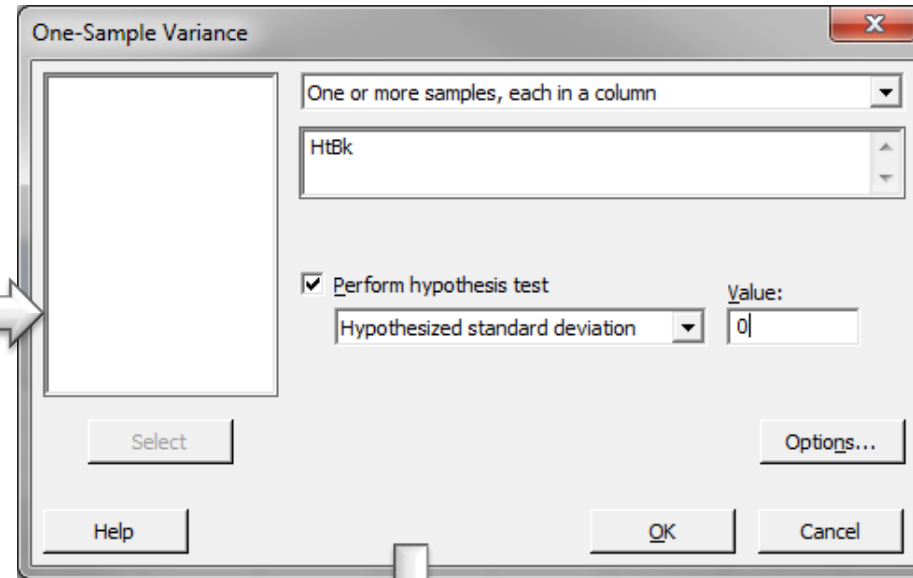 One-Sample Variance
One or more samples, each in a column
HtBk
Perform hypothesis test
Value:
Hypothesized standard deviation
0
Select
Options...
Help
OK
Cancel